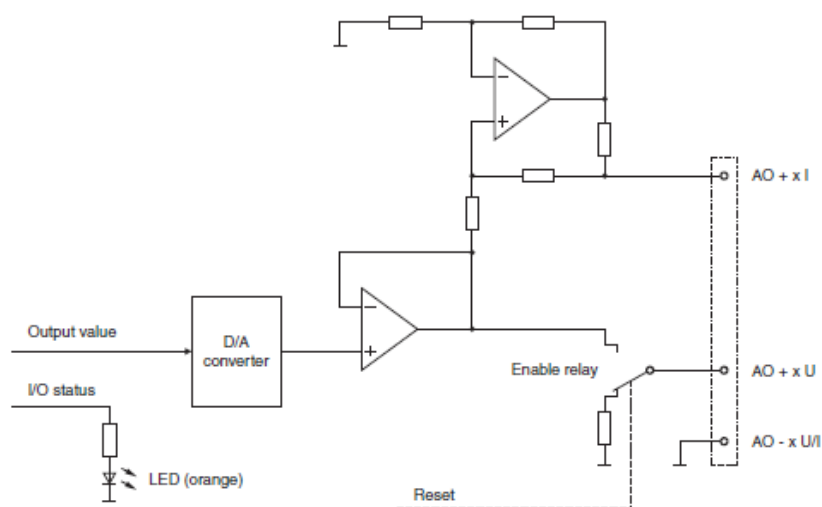 AO + x I
Output value
D/A
converter
Enable relay
AO + x U
I/O status
AO - x U/I
LED (orange)
Reset